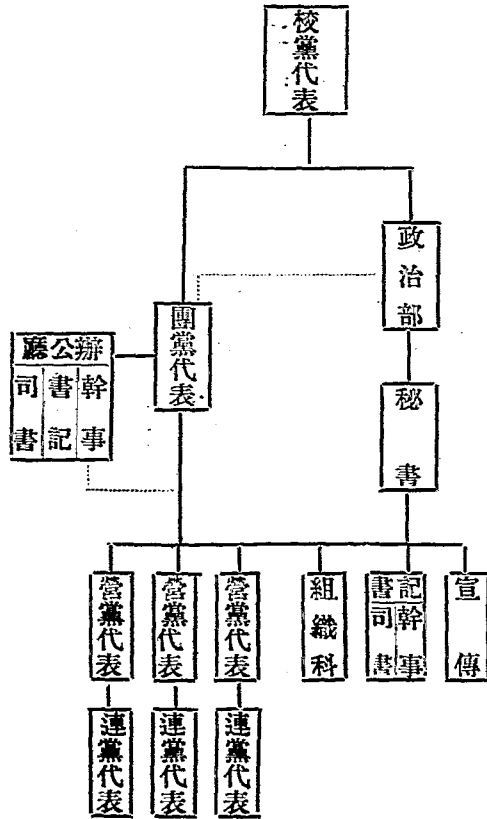 校黨代表
政治部
團黨代表
辦公廳
幹事
書記
司書
秘書
宣傳
書記
幹事
司書
組織科
營黨代表
營黨代表
營黨代表
連黨代表
連黨代表
連黨代表